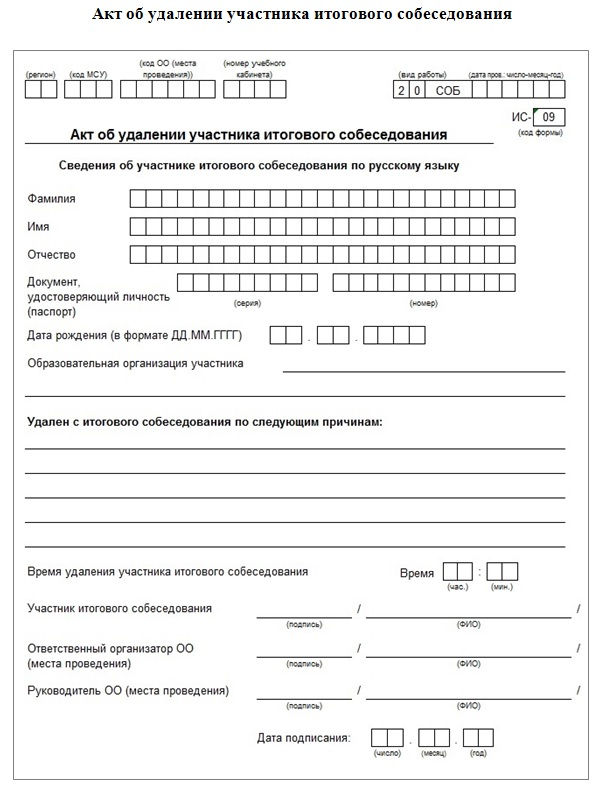 Акт об удалении участника итогового собеседования
(регион) (код МСУ) (код ОО (места проведения)) (номер учебного кабинета) (вид работы) (дата пров.: число-месяц-год)
2 0 СОБ
ИС- 09
(код формы)
Акт об удалении участника итогового собеседования
Сведения об участнике итогового собеседования по русскому языку
Фамилия
Имя
Отчество
Документ,
удостоверяющий личность
(паспорт)
(серия) (номер)
Дата рождения (в формате ДД.ММ.ГГГГ) . .
Образовательная организация участника
Удален с итогового собеседования по следующим причинам:
Время удаления участника итогового собеседования Время :
(час.) (мин.)
Участник итогового собеседования / /
(подпись) (ФИО)
Ответственный организатор ОО
(места проведения) / /
(подпись) (ФИО)
Руководитель ОО (места проведения) / /
(подпись) (ФИО)
Дата подписания: . .
(число) (месяц) (год)